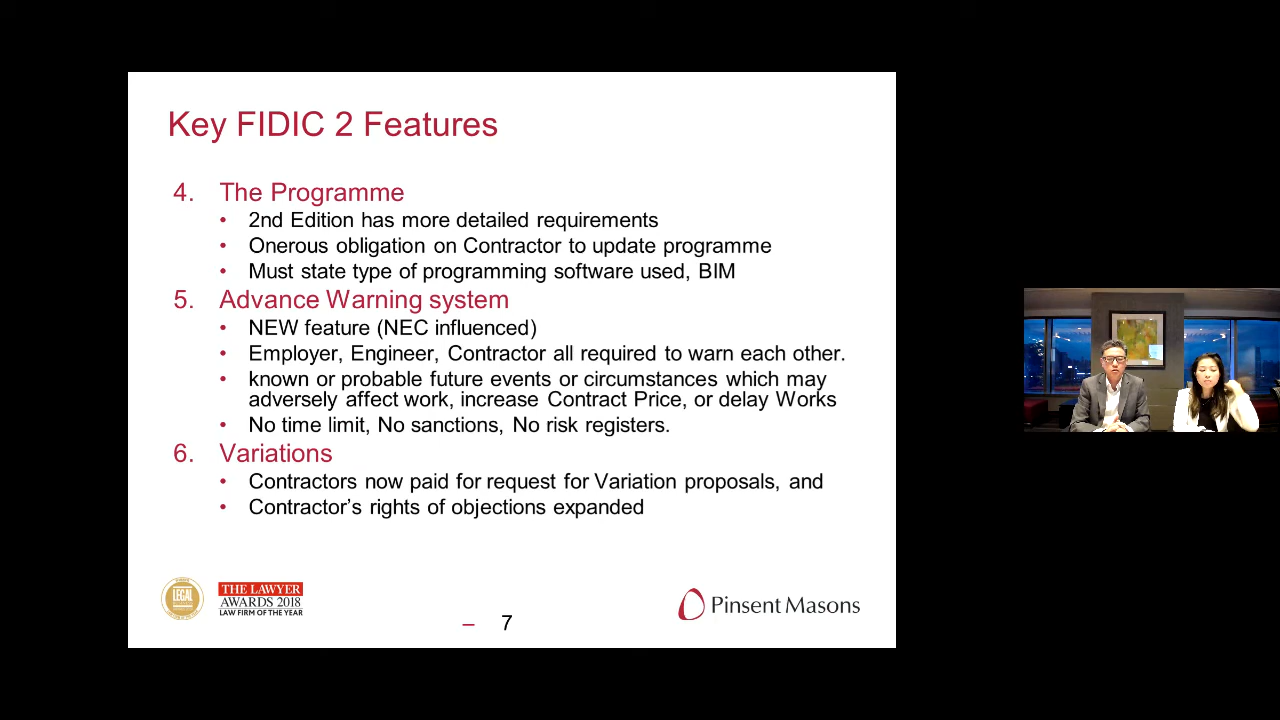 Key FIDIC 2 Features
4. The Programme
• 2nd Edition has more detailed requirements
• Onerous obligation on Contractor to update programme
• Must state type of programming software used, BIM
5. Advance Warning system
• NEW feature (NEC influenced)
• Employer, Engineer, Contractor all required to warn each other.
• known or probable future events or circumstances which may
adversely affect work, increase Contract Price, or delay Works
• No time limit, No sanctions, No risk registers.
6. Variations
• Contractors now paid for request for Variation proposals, and
• Contractor's rights of objections expanded
LEGAL
THE LAWYER
AWARDS 2018
LAW FIRM OF THE YEAR
– 7
Pinsent Masons